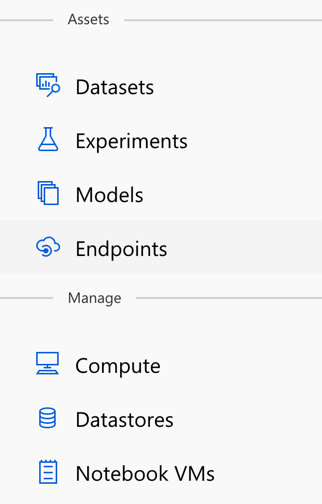 Assets
Datasets
Experiments
Models
Endpoints
Manage
Compute
Datastores
Notebook VMs